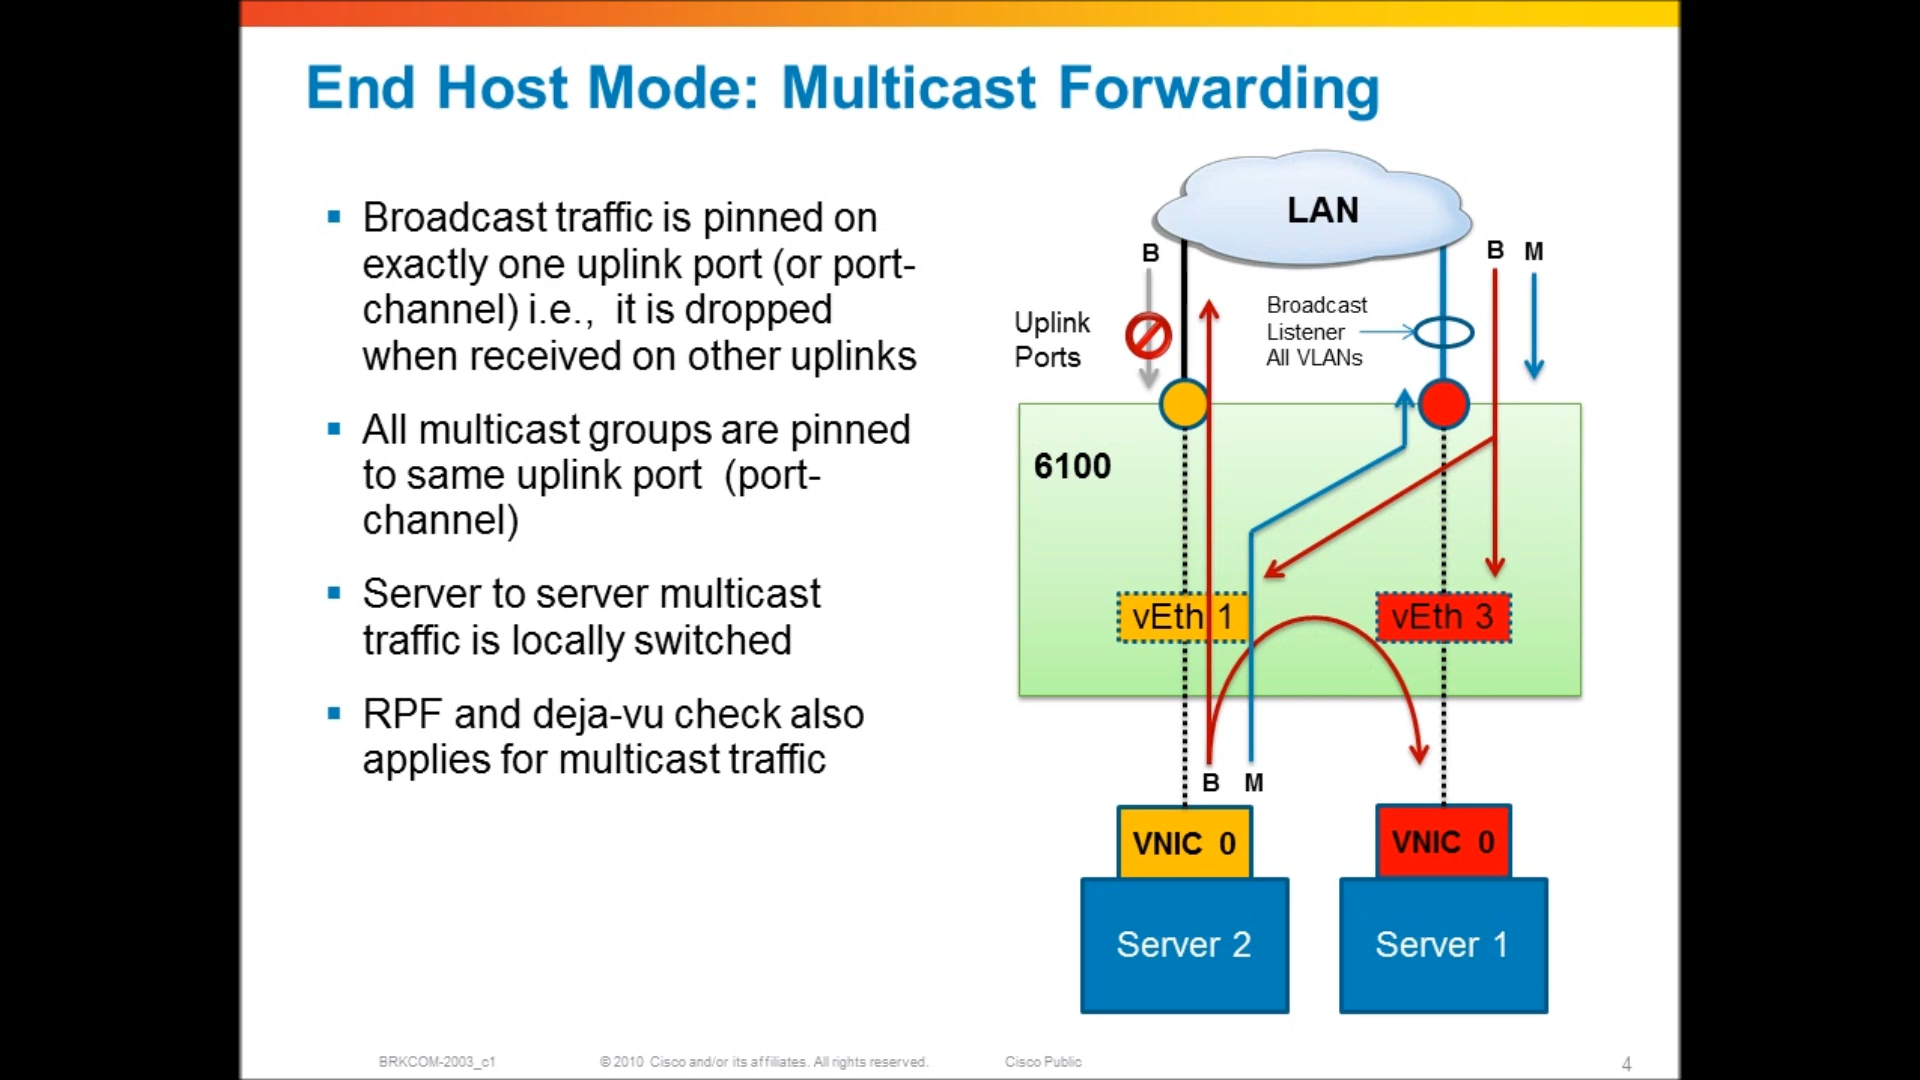 End Host Mode: Multicast Forwarding
Broadcast traffic is pinned on
exactly one uplink port (or port-
channel) i.e., it is dropped
when received on other uplinks
All multicast groups are pinned
to same uplink port (port-
channel)
Server to server multicast
traffic is locally switched
RPF and deja-vu check also
applies for multicast traffic
LAN
B
B M
Uplink
Ports
Broadcast
Listener
All VLANs
6100
vEth 1
vEth 3
B M
VNIC 0
VNIC 0
Server 2
Server 1
BRKCOM-2003_c1
© 2010 Cisco and/or its affiliates. All rights reserved.
Cisco Public
4